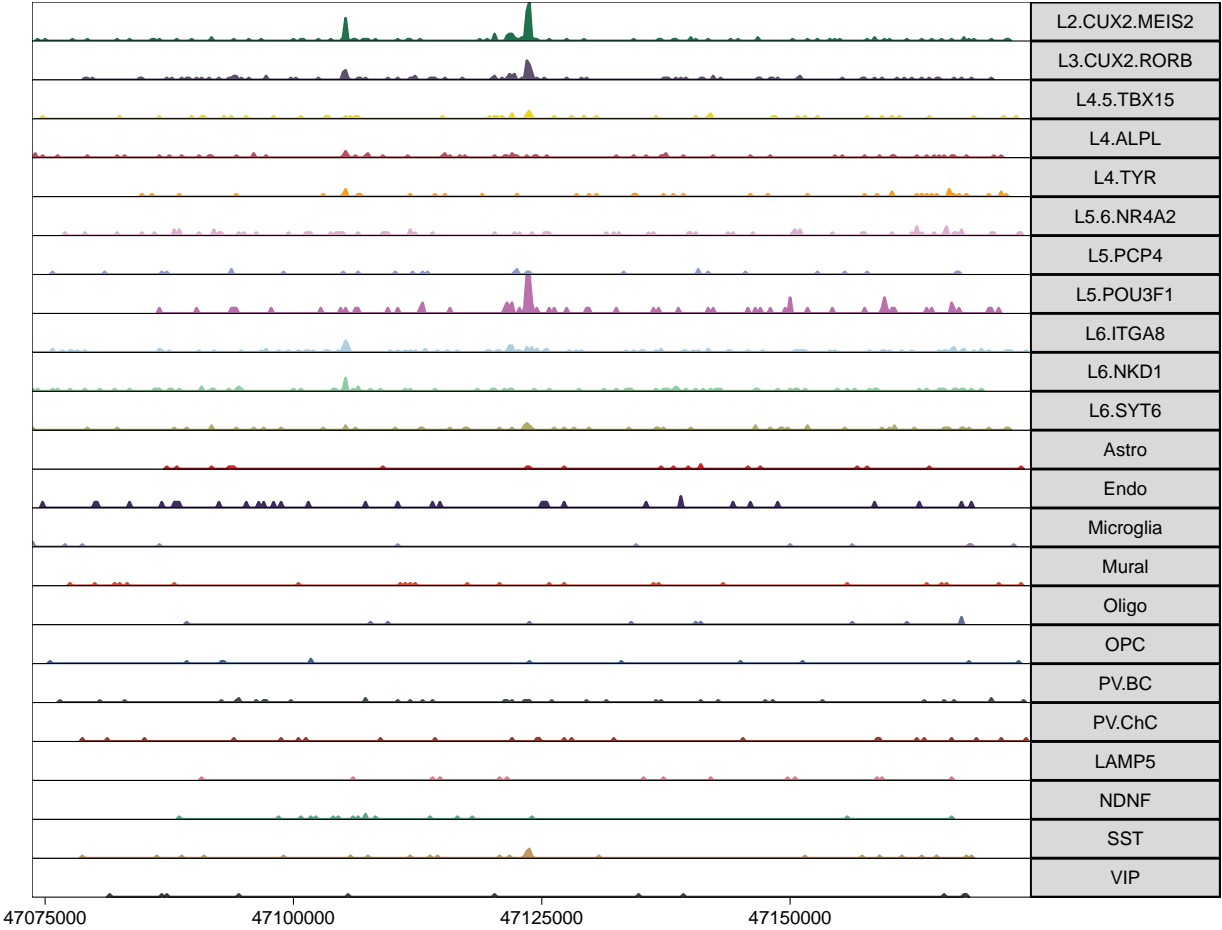 L2.CUX2.MEIS2
L3.CUX2.RORB
L4.5.TBX15
L4.ALPL
L4.TYR
L5.6.NR4A2
L5.PCP4
L5.POU3F1
L6.ITGA8
L6.NKD1
L6.SYT6
Astro
Endo
Microglia
Mural
Oligo
OPC
PV.BC
PV.ChC
LAMP5
NDNF
SST
VIP
47075000 47100000 47125000 47150000